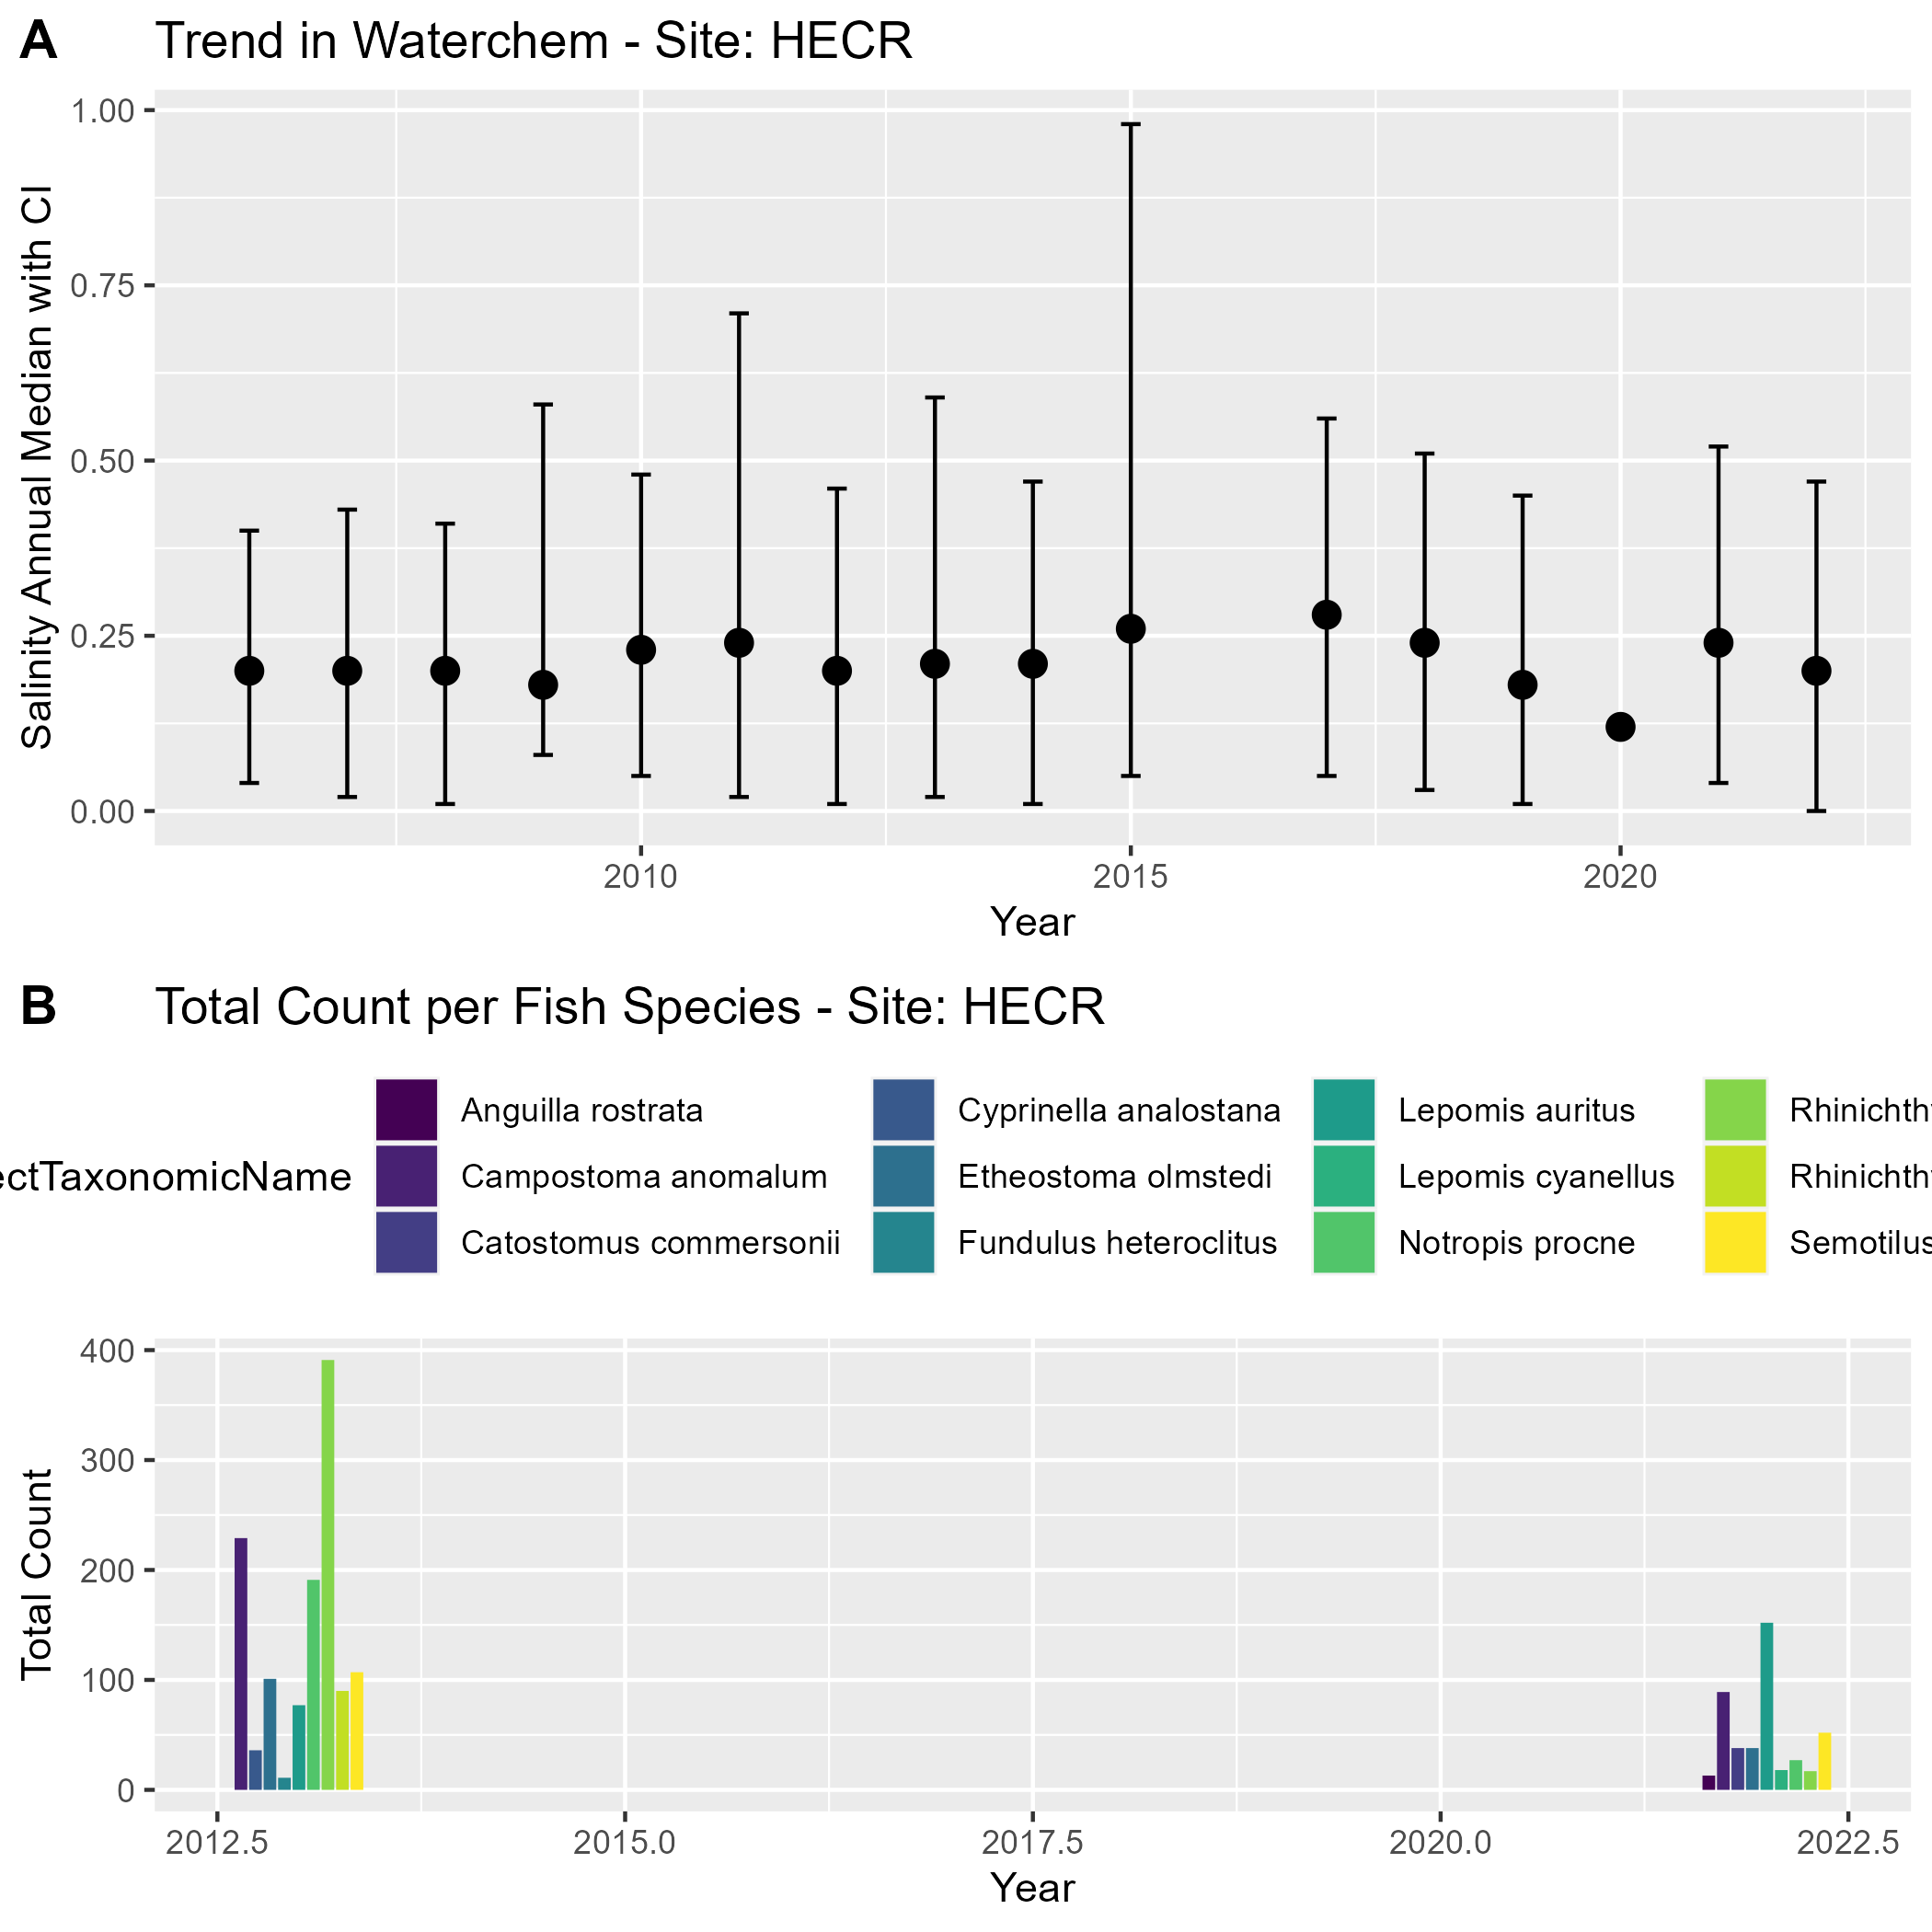 A Trend in Waterchem - Site: HECR
Salinity Annual Median with CI
1.00
0.75
0.50
0.25
0.00
2010 2015 2020
Year
B Total Count per Fish Species - Site: HECR
ectTaxonomicName
Anguilla rostrata Cyprinella analostana Lepomis auritus
Campostoma anomalum Etheostoma olmstedi Lepomis cyanellus
Catostomus commersonii Fundulus heteroclitus Notropis procne Semotilus
Total Count
400
300
200
100
0
2012.5 2015.0 2017.5 2020.0 2022.5
Year